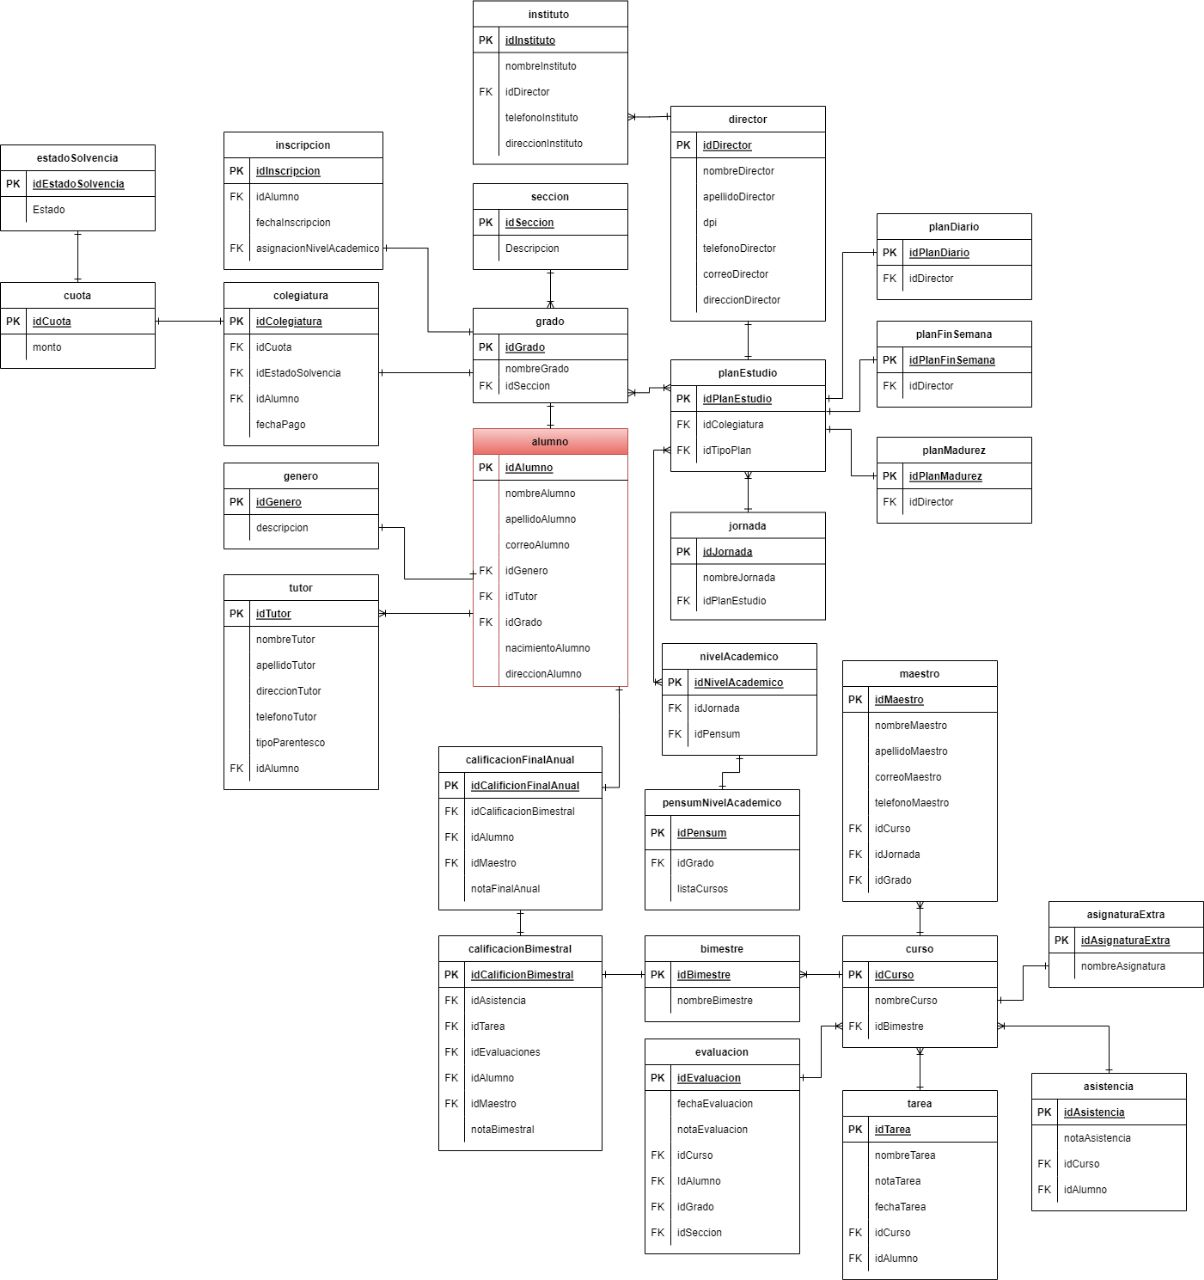 instituto
PK idInstituto
nombreInstituto
FK idDirector
telefonoInstituto
direccionInstituto
director
PK idDirector
nombreDirector
apellidoDirector
dpi
telefonoDirector
correoDirector
direccionDirector
inscripcion
PK idInscripcion
FK idAlumno
fechaInscripcion
FK asignacionNivelAcademico
estadoSolvencia
PK idEstadoSolvencia
Estado
seccion
PK idSeccion
Descripcion
planDiario
PK idPlanDiario
FK idDirector
cuota
PK idCuota
monto
colegiatura
PK idColegiatura
FK idCuota
FK idEstadoSolvencia
FK idAlumno
fechaPago
grado
PK idGrado
nombreGrado
FK idSeccion
planFinSemana
PK idPlanFinSemana
FK idDirector
planEstudio
PK idPlanEstudio
FK idColegiatura
FK idTipoPlan
planMadurez
PK idPlanMadurez
FK idDirector
alumno
PK idAlumno
nombreAlumno
apellidoAlumno
correoAlumno
FK idGenero
FK idTutor
FK idGrado
nacimientoAlumno
direccionAlumno
genero
PK idGenero
descripcion
jornada
PK idJornada
nombreJornada
FK idPlanEstudio
tutor
PK idTutor
nombreTutor
apellidoTutor
direccionTutor
telefonoTutor
tipoParentesco
FK idAlumno
nivelAcademico
PK idNivelAcademico
FK idJornada
FK idPensum
maestro
PK idMaestro
nombreMaestro
apellidoMaestro
correoMaestro
telefonoMaestro
FK idCurso
FK idJornada
FK idGrado
calificacionFinalAnual
PK idCalificionFinalAnual
FK idCalificacionBimestral
FK idAlumno
FK idMaestro
notaFinalAnual
pensumNivelAcademico
PK idPensum
FK idGrado
listaCursos
asignaturaExtra
PK idAsignaturaExtra
nombreAsignatura
calificacionBimestral
PK idCalificionBimestral
FK idAsistencia
FK idTarea
FK idEvaluaciones
FK idAlumno
FK idMaestro
notaBimestral
bimestre
PK idBimestre
nombreBimestre
curso
PK idCurso
nombreCurso
FK idBimestre
evaluacion
PK idEvaluacion
fechaEvaluacion
notaEvaluacion
FK idCurso
FK IdAlumno
FK idGrado
FK idSeccion
asistencia
PK idAsistencia
notaAsistencia
FK idCurso
FK idAlumno
tarea
PK idTarea
nombreTarea
notaTarea
fechaTarea
FK idCurso
FK idAlumno